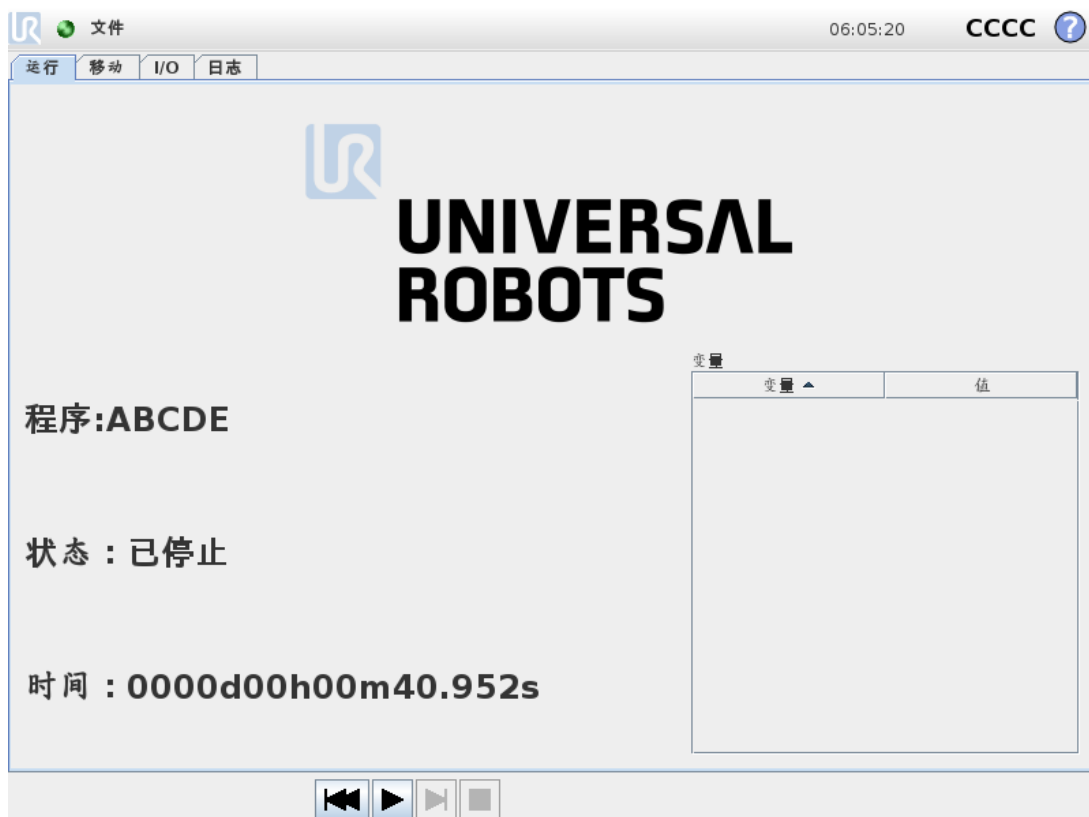 文件 06:05:20 CCCC ?
运行 移动 I/O 日志
UR
UNIVERSAL
ROBOTS
变量
变量 值
程序:ABCDE
状态：已停止
时间：0000d00h00m40.952s